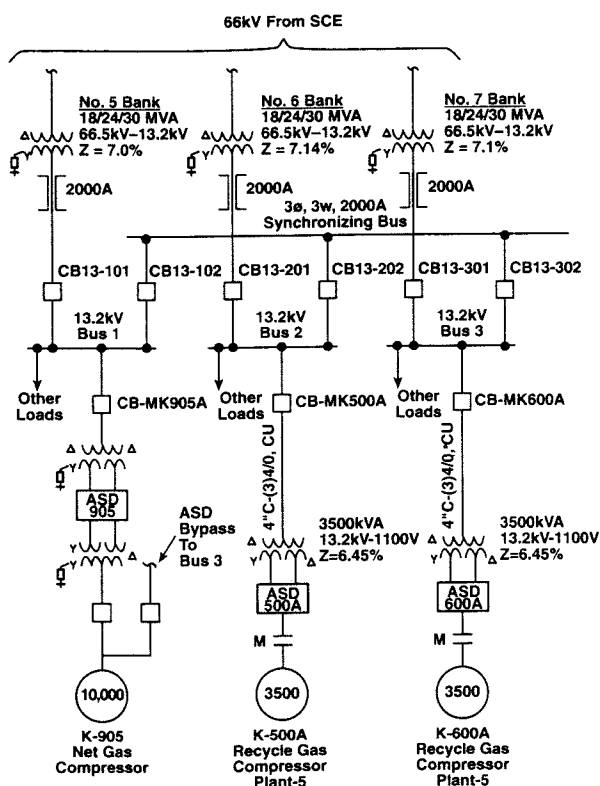 66kV From SCE
No. 5 Bank
18/24/30 MVA
66.5kV–13.2kV
Z = 7.0%
No. 6 Bank
18/24/30 MVA
66.5kV–13.2kV
Z = 7.14%
No. 7 Bank
18/24/30 MVA
66.5kV–13.2kV
Z = 7.1%
Δ
Y
Δ
Y
Δ
Y
2000A
2000A
2000A
3ø, 3w, 2000A
Synchronizing Bus
CB13-101
CB13-102
CB13-201
CB13-202
CB13-301
CB13-302
13.2kV
Bus 1
13.2kV
Bus 2
13.2kV
Bus 3
Other
Loads
CB-MK905A
Other
Loads
CB-MK500A
Other
Loads
CB-MK600A
4"C-(3)4/0, CU
4"C-(3)4/0, CU
Δ
Δ
Y
ASD
905
Y
Δ
ASD
Bypass
To
Bus 3
3500kVA
13.2kV-1100V
Z=6.45%
Δ
Y
Δ
ASD
500A
M
3500kVA
13.2kV-1100V
Z=6.45%
Δ
Y
Δ
ASD
600A
M
10,000
3500
3500
K-905
Net Gas
Compressor
K-500A
Recycle Gas
Compressor
Plant-5
K-600A
Recycle Gas
Compressor
Plant-5